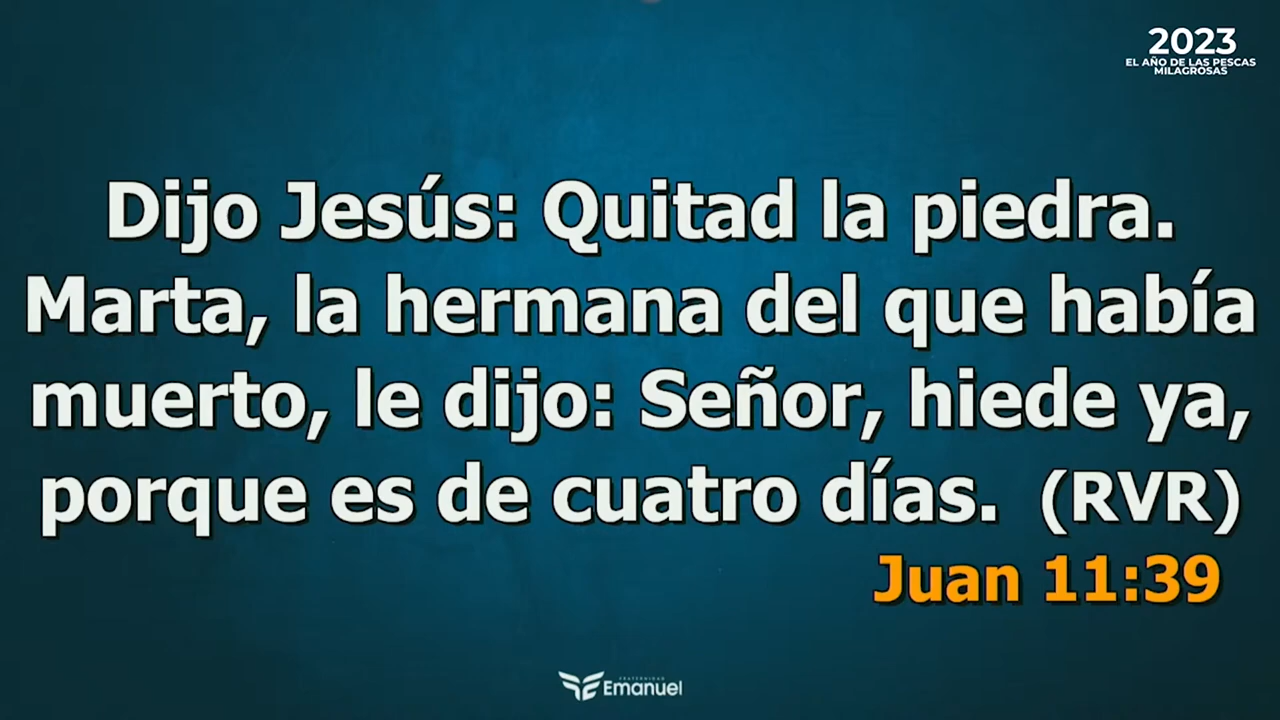 2023
EL AÑO DE LAS PESCAS
MILAGROSAS
Dijo Jesús: Quitad la piedra.
Marta, la hermana del que había
muerto, le dijo: Señor, hiede ya,
porque es de cuatro días. (RVR)
Juan 11:39
FRATERNIDAD
Emanuel